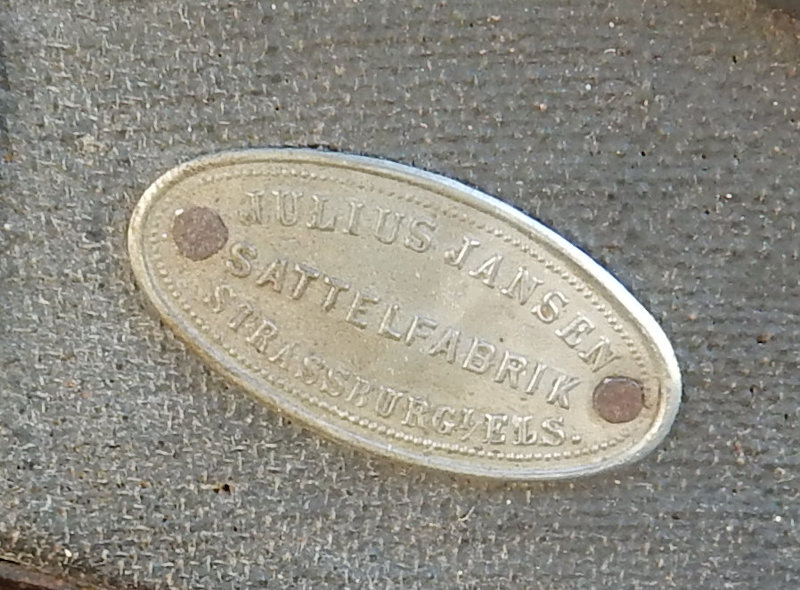 JULIUS JANSEN
SATTELFABRIK
STRASSBURG I/ELS.